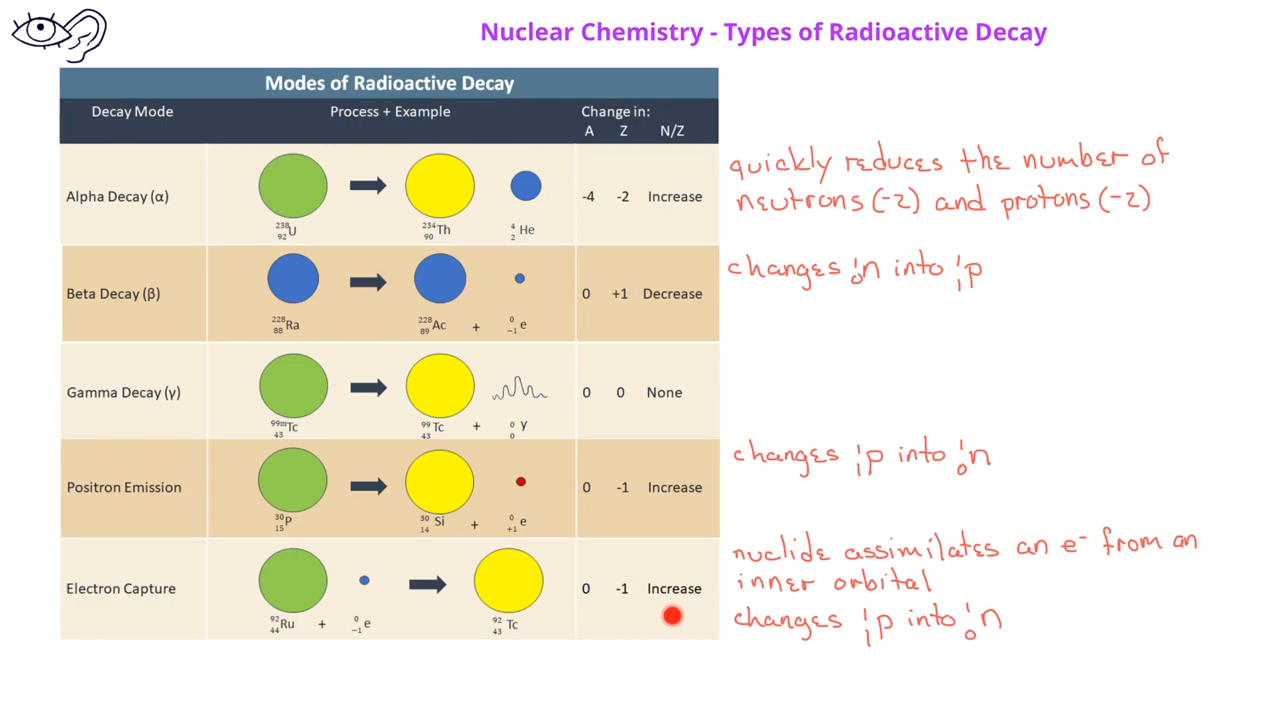 Nuclear Chemistry - Types of Radioactive Decay
Modes of Radioactive Decay
Decay Mode Process + Example Change in:
A Z N/Z
Alpha Decay (α) -4 -2 Increase
238 92 U 234 90 Th 4 2 He
quickly reduces the number of
neutrons (-2) and protons (-2)
Beta Decay (β) 0 +1 Decrease
228 88 Ra 228 89 Ac + 0 -1 e
changes 1 0 n into 1 1 p
Gamma Decay (γ) 0 0 None
99m 43 Tc 99 43 Tc + 0 0 γ
Positron Emission 0 -1 Increase
30 15 P 30 14 Si + 0 +1 e
changes 1 1 p into 1 0 n
Electron Capture 0 -1 Increase
92 44 Ru + 0 -1 e 92 43 Tc
nuclide assimilates an e⁻ from an
inner orbital
changes 1 1 p into 1 0 n